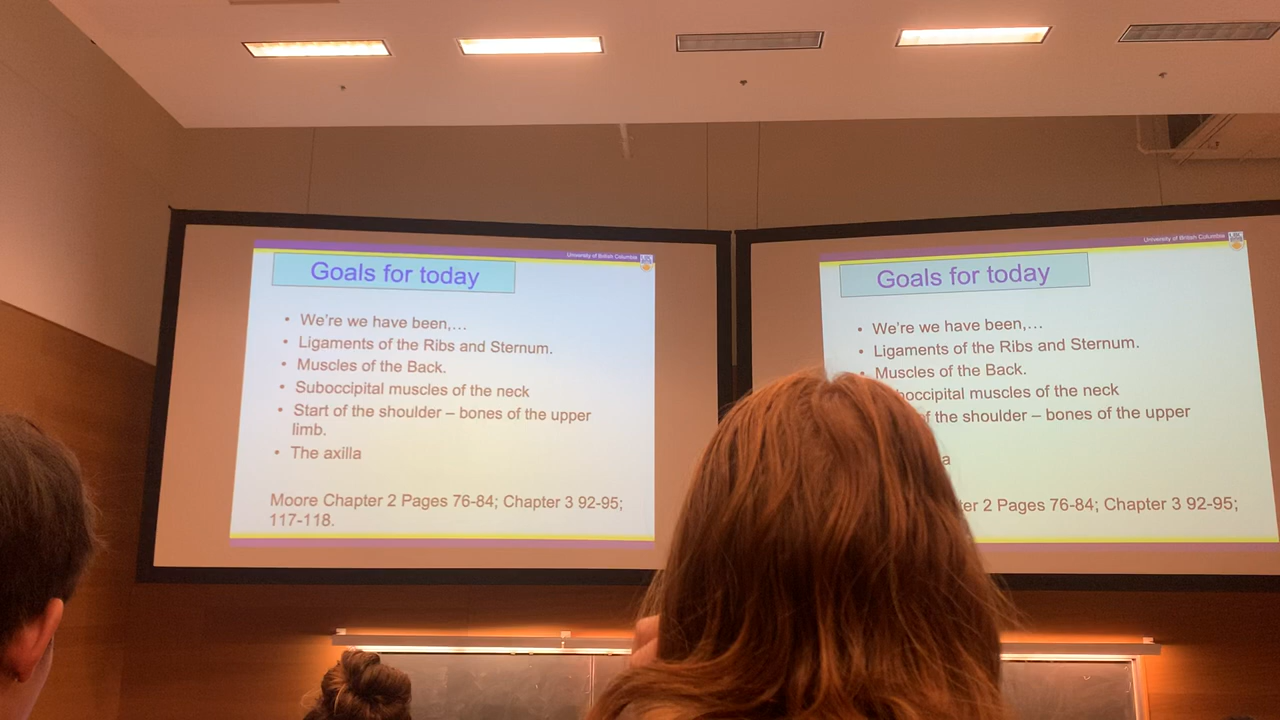 University of British Columbia
Goals for today
• We're we have been,...
• Ligaments of the Ribs and Sternum.
• Muscles of the Back.
• Suboccipital muscles of the neck
• Start of the shoulder – bones of the upper
limb.
• The axilla
Moore Chapter 2 Pages 76-84; Chapter 3 92-95;
117-118.
University of British Columbia
Goals for today
• We're we have been,...
• Ligaments of the Ribs and Sternum.
• Muscles of the Back.
muscles of the neck
of the shoulder – bones of the upper
2 Pages 76-84; Chapter 3 92-95;